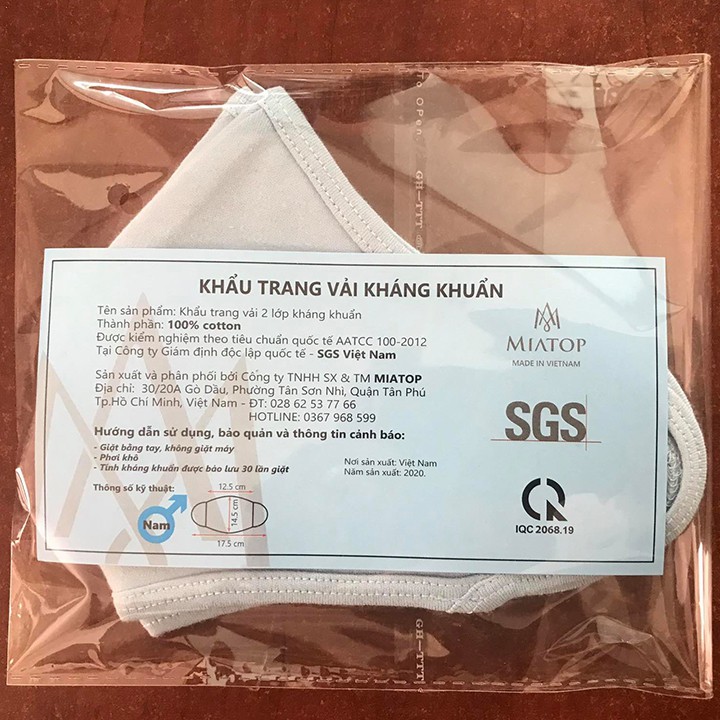 To OPen
GH-TTT
KHẨU TRANG VẢI KHÁNG KHUẨN
Tên sản phẩm: Khẩu trang vải 2 lớp kháng khuẩn
Thành phần: 100% cotton
Được kiểm nghiệm theo tiêu chuẩn quốc tế AATCC 100-2012
Tại Công ty Giám định độc lập quốc tế - SGS Việt Nam
Sản xuất và phân phối bởi Công ty TNHH SX & TM MIATOP
Địa chỉ: 30/20A Gò Dầu, Phường Tân Sơn Nhì, Quận Tân Phú
Tp.Hồ Chí Minh, Việt Nam - ĐT: 028 62 53 77 66
HOTLINE: 0367 968 599
Hướng dẫn sử dụng, bảo quản và thông tin cảnh báo:
- Giặt bằng tay, không giặt máy
- Phơi khô
- Tính kháng khuẩn được bảo lưu 30 lần giặt
Nơi sản xuất: Việt Nam
Năm sản xuất: 2020.
Thông số kỹ thuật:
Nam
12.5 cm
14.5 cm
17.5 cm
MIATOP
MADE IN VIETNAM
SGS
IQC 2068.19
GH-TTT